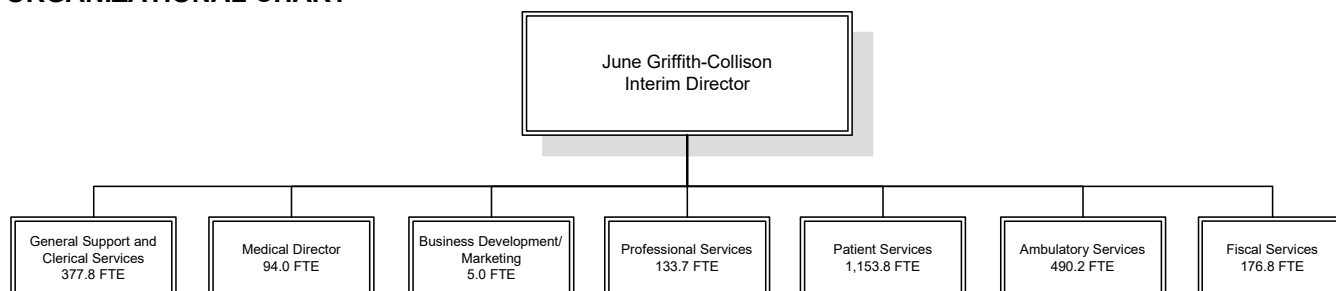 ORGANIZATIONAL CHART
June Griffith-Collison
Interim Director
General Support and
Clerical Services
377.8 FTE
Medical Director
94.0 FTE
Business Development/
Marketing
5.0 FTE
Professional Services
133.7 FTE
Patient Services
1,153.8 FTE
Ambulatory Services
490.2 FTE
Fiscal Services
176.8 FTE